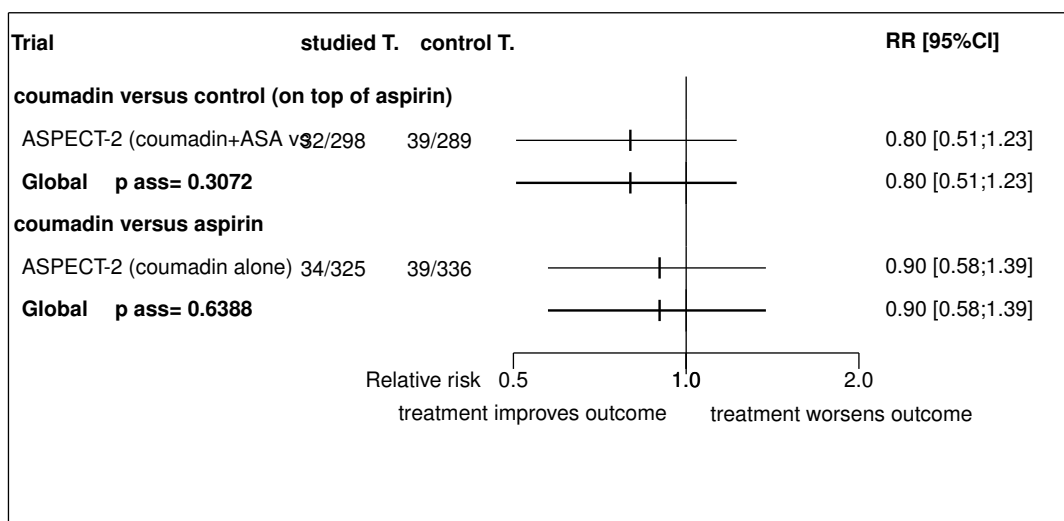 Trial studied T. control T. RR [95%CI]
coumadin versus control (on top of aspirin)
ASPECT-2 (coumadin+ASA vs 32/298 39/289 0.80 [0.51;1.23]
Global p ass= 0.3072 0.80 [0.51;1.23]
coumadin versus aspirin
ASPECT-2 (coumadin alone) 34/325 39/336 0.90 [0.58;1.39]
Global p ass= 0.6388 0.90 [0.58;1.39]
Relative risk 0.5 1.0 2.0
treatment improves outcome treatment worsens outcome